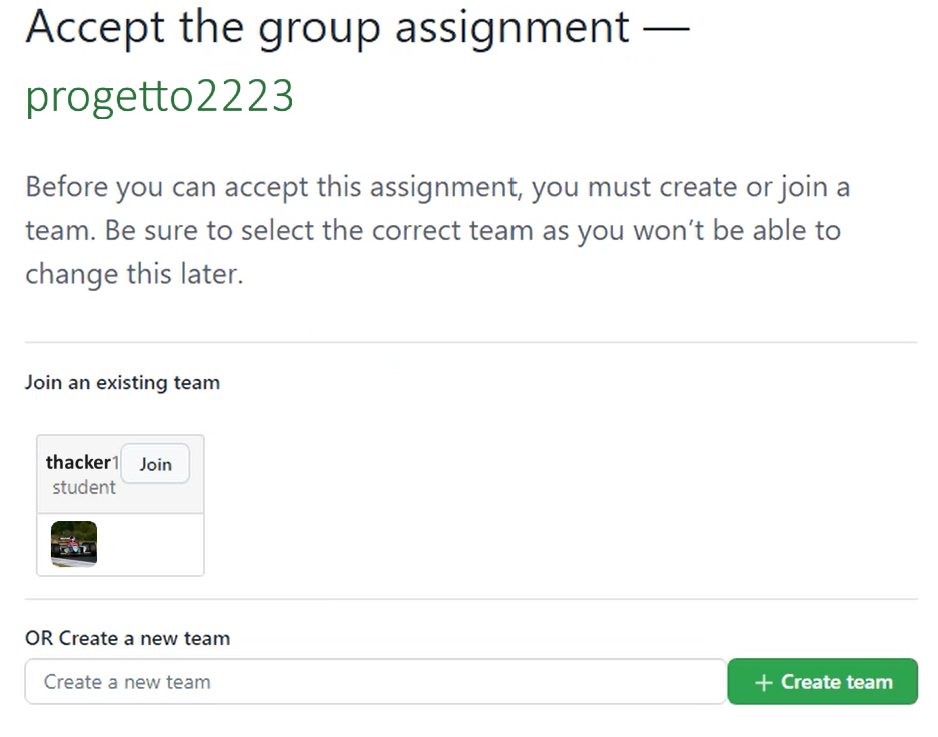 Accept the group assignment —
progetto2223
Before you can accept this assignment, you must create or join a
team. Be sure to select the correct team as you won’t be able to
change this later.
Join an existing team
thacker 1 Join
student
OR Create a new team
Create a new team + Create team